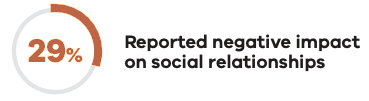 29%
Reported negative impact
on social relationships